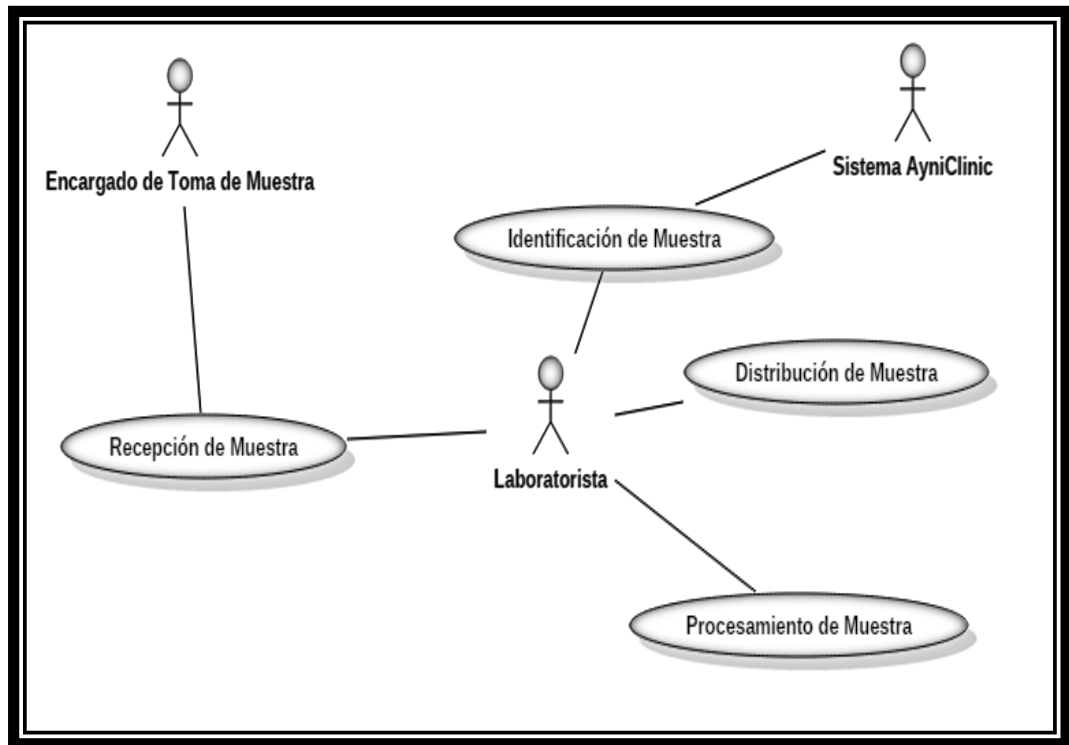 Encargado de Toma de Muestra
Sistema AyniClinic
Identificación de Muestra
Distribución de Muestra
Recepción de Muestra
Laboratorista
Procesamiento de Muestra